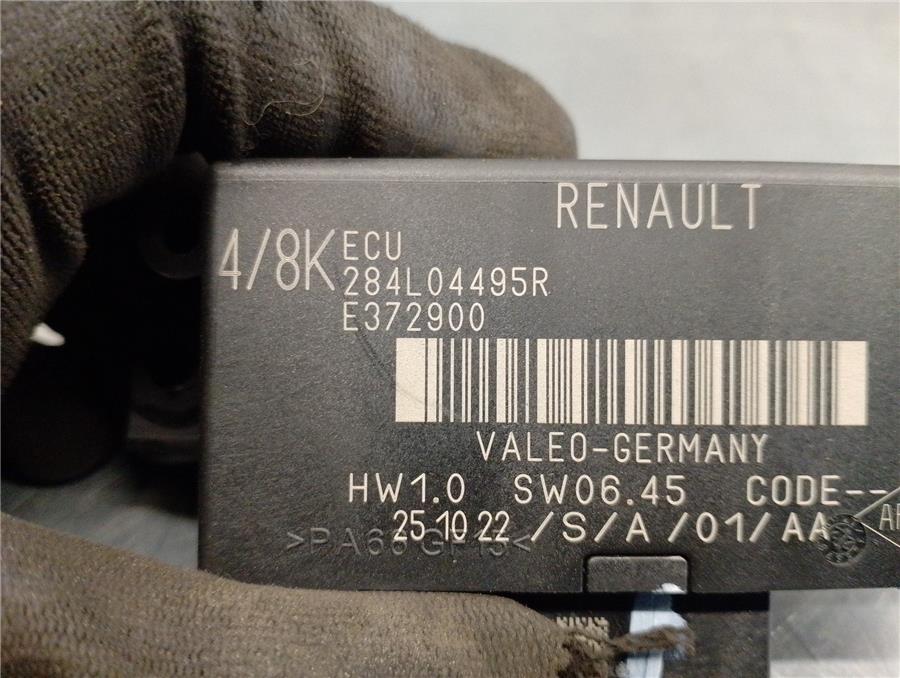 RENAULT
4/8K
ECU
284L04495R
E372900
VALEO-GERMANY
HW1.0 SW06.45 CODE--
25 10 22 /S/A/01/AA